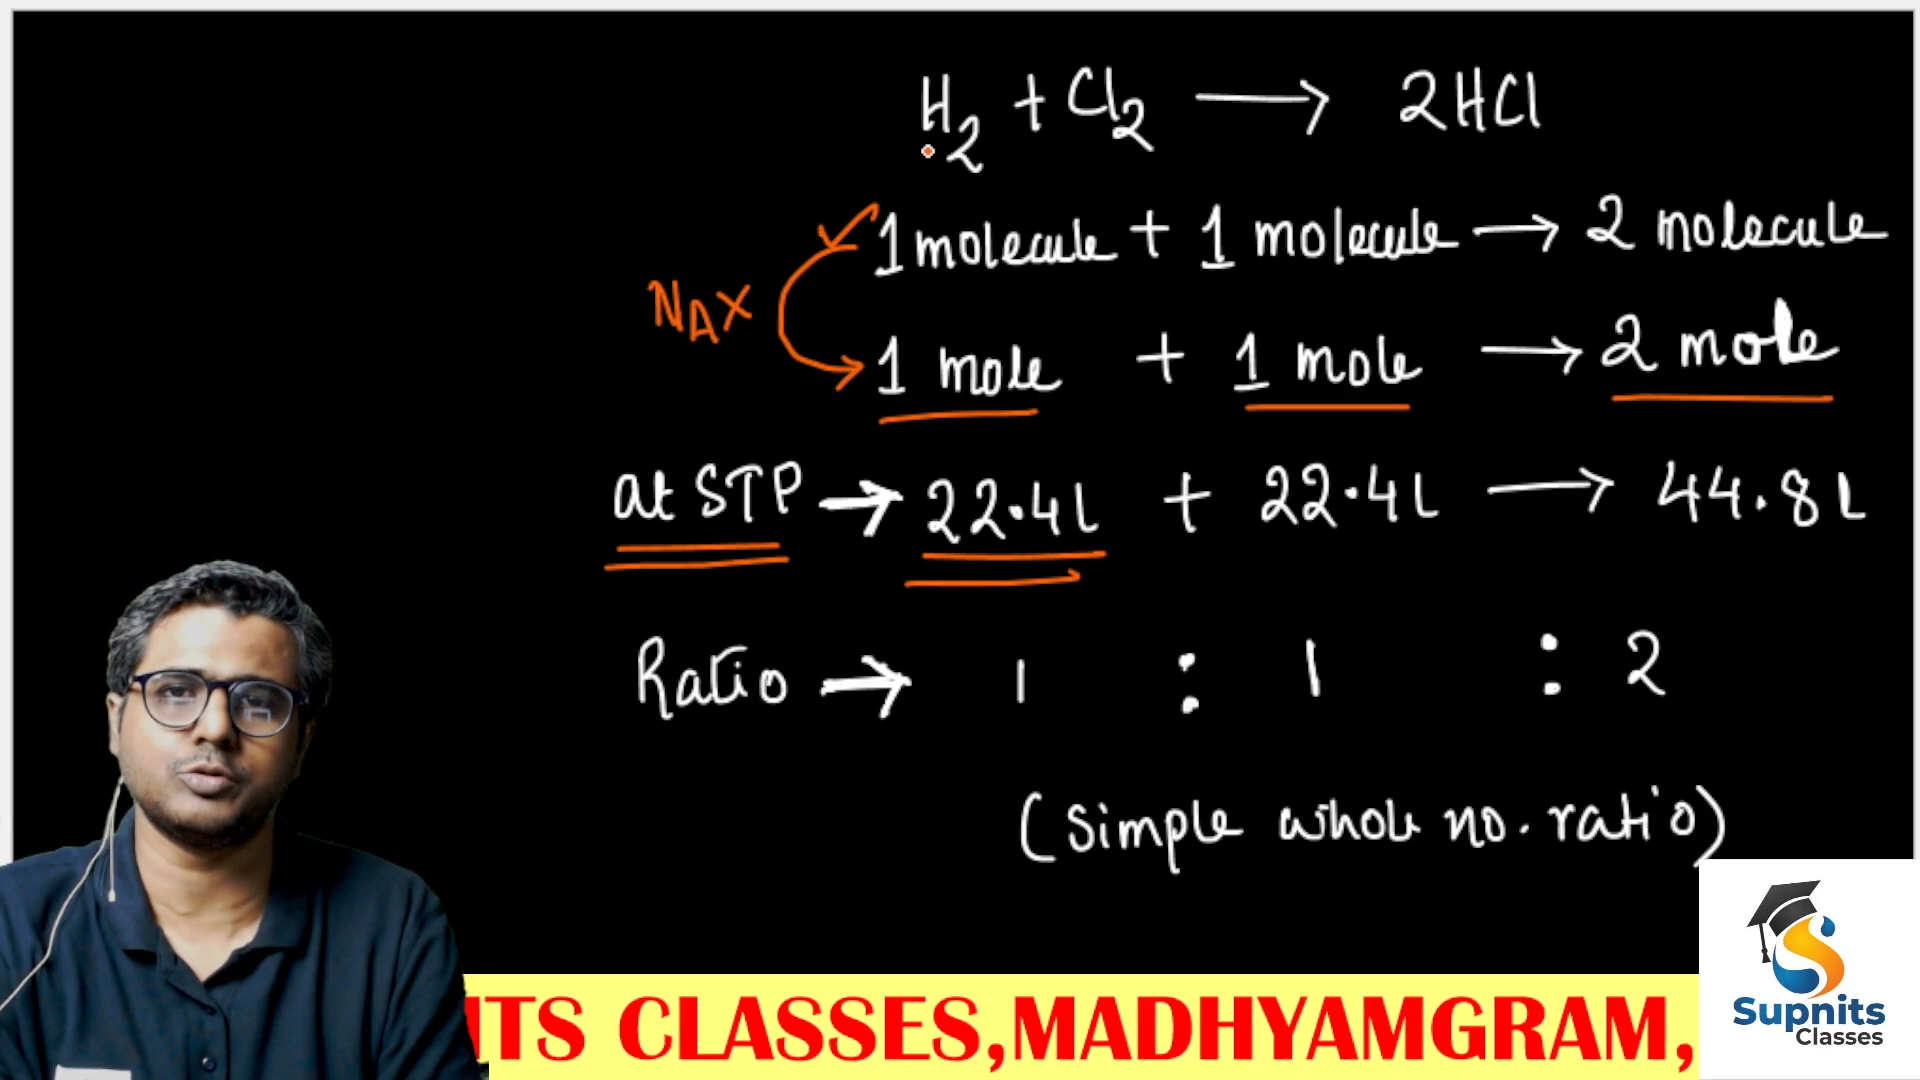 H₂ + Cl₂ → 2HCl
1 molecule + 1 molecule → 2 molecule
NAX
1 mole + 1 mole → 2 mole
at STP → 22.4L + 22.4L → 44.8L
Ratio → 1 : 1 : 2
(simple whole no. ratio)
ITS CLASSES,MADHYAMGRAM,
Supnits
Classes